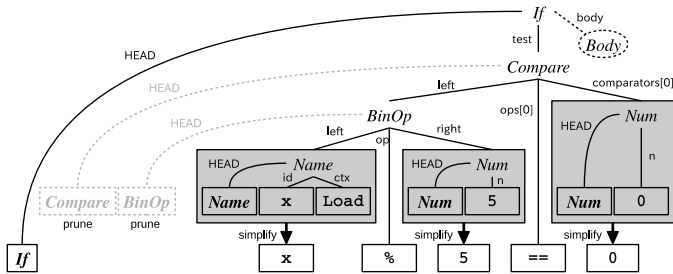 If
body
HEAD
test
Body
HEAD
Compare
left
comparators[0]
HEAD
BinOp
ops[0]
Num
left
op
right
HEAD
HEAD
Name
HEAD
Num
n
id
ctx
n
Compare
BinOp
Name
x
Load
Num
5
Num
0
prune
prune
simplify
simplify
simplify
If
x
%
5
==
0